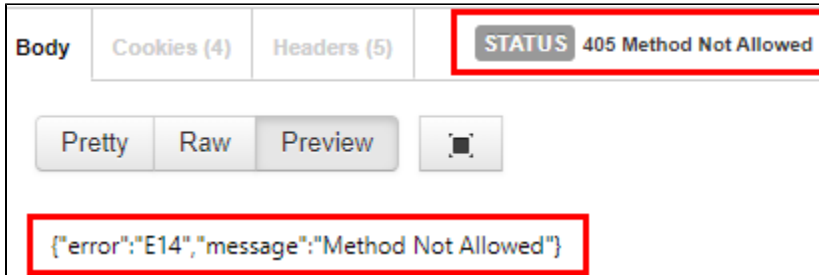 Body Cookies (4) Headers (5) STATUS 405 Method Not Allowed
Pretty Raw Preview
{"error":"E14","message":"Method Not Allowed"}